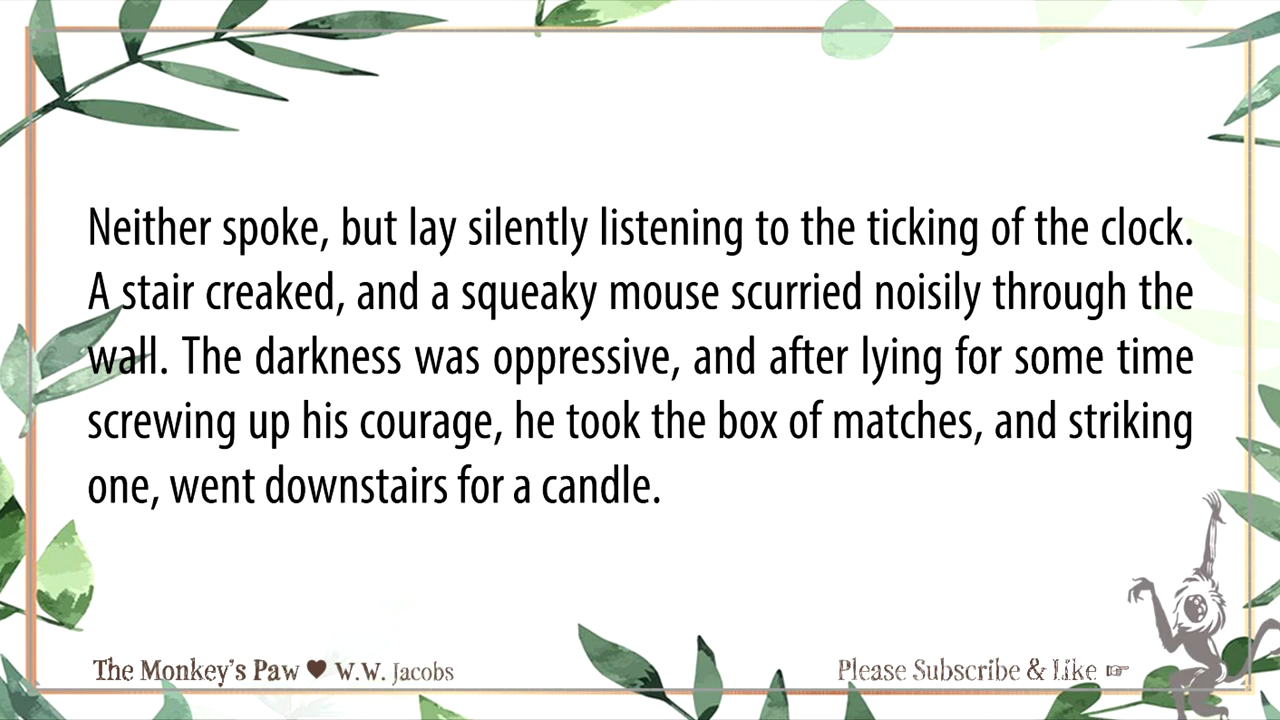 Neither spoke, but lay silently listening to the ticking of the clock.
A stair creaked, and a squeaky mouse scurried noisily through the
wall. The darkness was oppressive, and after lying for some time
screwing up his courage, he took the box of matches, and striking
one, went downstairs for a candle.
The Monkey's Paw ♥ W.W. Jacobs
Please Subscribe & Like ☞